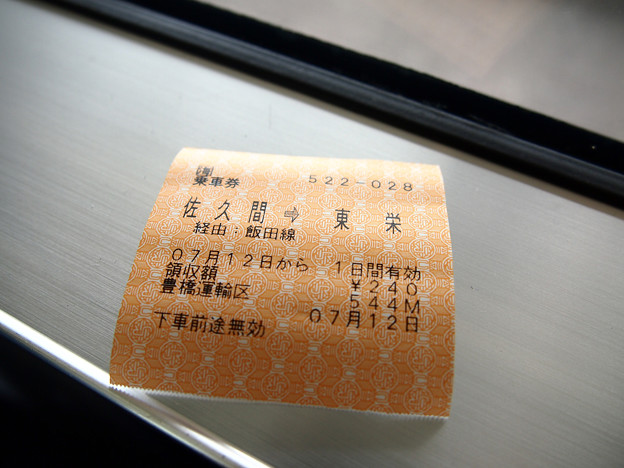 乗車券 522-028
佐久間 ⇨ 東栄
経由:飯田線
07月12日から 1日間有効
領収額 ¥240
豊橋運輸区 544M
下車前途無効 07月12日